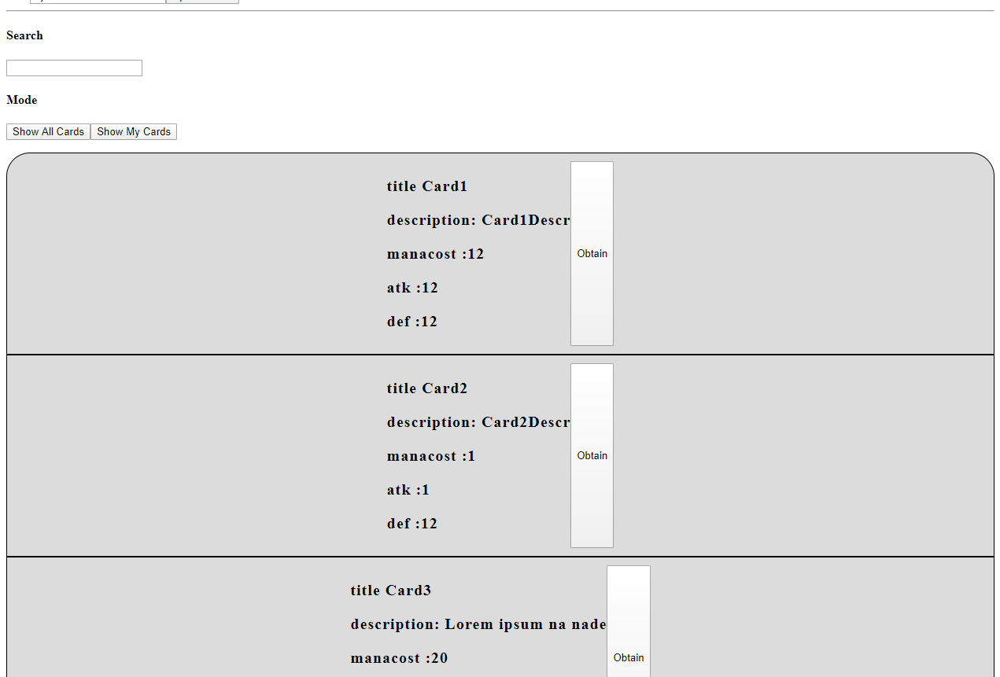 Search
Mode
Show All Cards Show My Cards
title Card1
description: Card1Descr
manacost :12
Obtain
atk :12
def :12
title Card2
description: Card2Descr
manacost :1
Obtain
atk :1
def :12
title Card3
description: Lorem ipsum na nade
manacost :20
Obtain